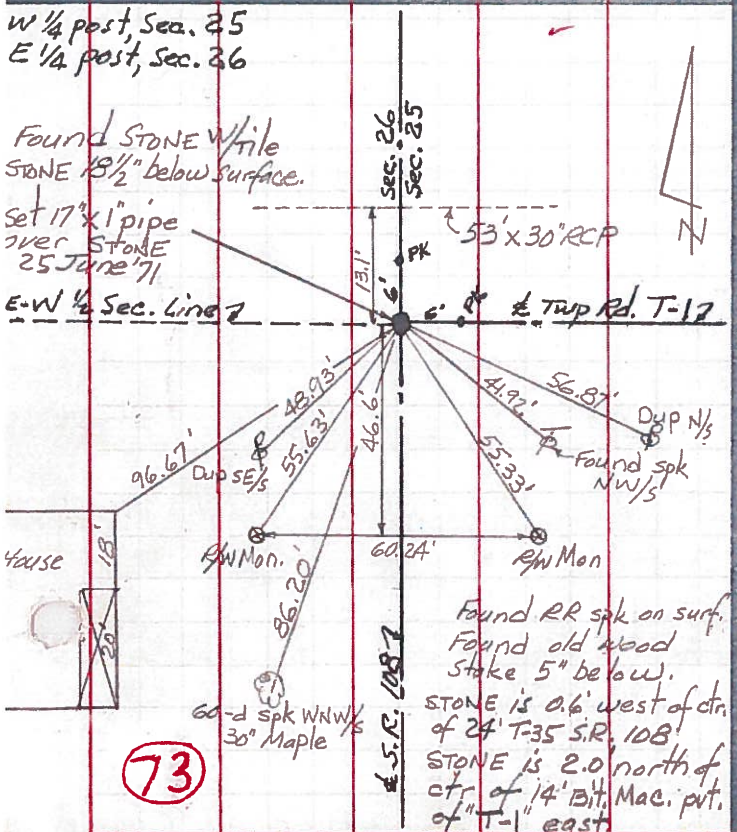 W 1/4 post, Sec. 25
E 1/4 post, Sec. 26
Found STONE W/tile
STONE 18 1/2" below surface.
Set 17" x 1" pipe
over STONE
25 June '71
Sec. 26
Sec. 25
53' x 30" RCP
13.1'
PK
6'
6'
PK
E-W 1/2 Sec. Line
℄ Twp Rd. T-1
48.93'
55.63'
46.6'
41.92'
56.87'
55.33'
96.67'
Dup SE/s
Dup N/s
Found spk
NW/s
House
18'
20'
R/W Mon.
60.24'
R/W Mon
86.20'
60-d spk WNW/s
30" Maple
℄ S.R. 108
Found RR spk on surf.
Found old wood
Stake 5" below.
STONE is 0.6' west of ctr.
of 24' T-35 S.R. 108
STONE is 2.0' north of
ctr of 14' Bit. Mac. pvt.
of "T-1" east
73
N